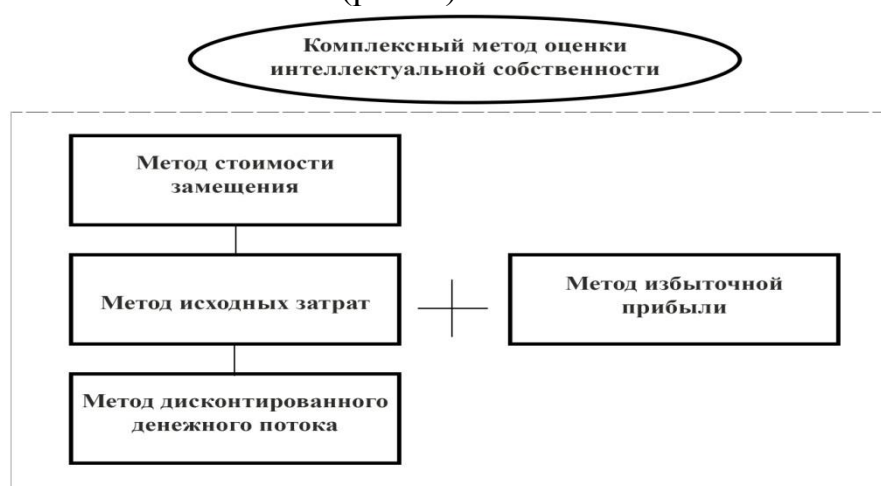 Комплексный метод оценки
интеллектуальной собственности
Метод стоимости
замещения
Метод исходных затрат
Метод избыточной
прибыли
Метод дисконтированного
денежного потока